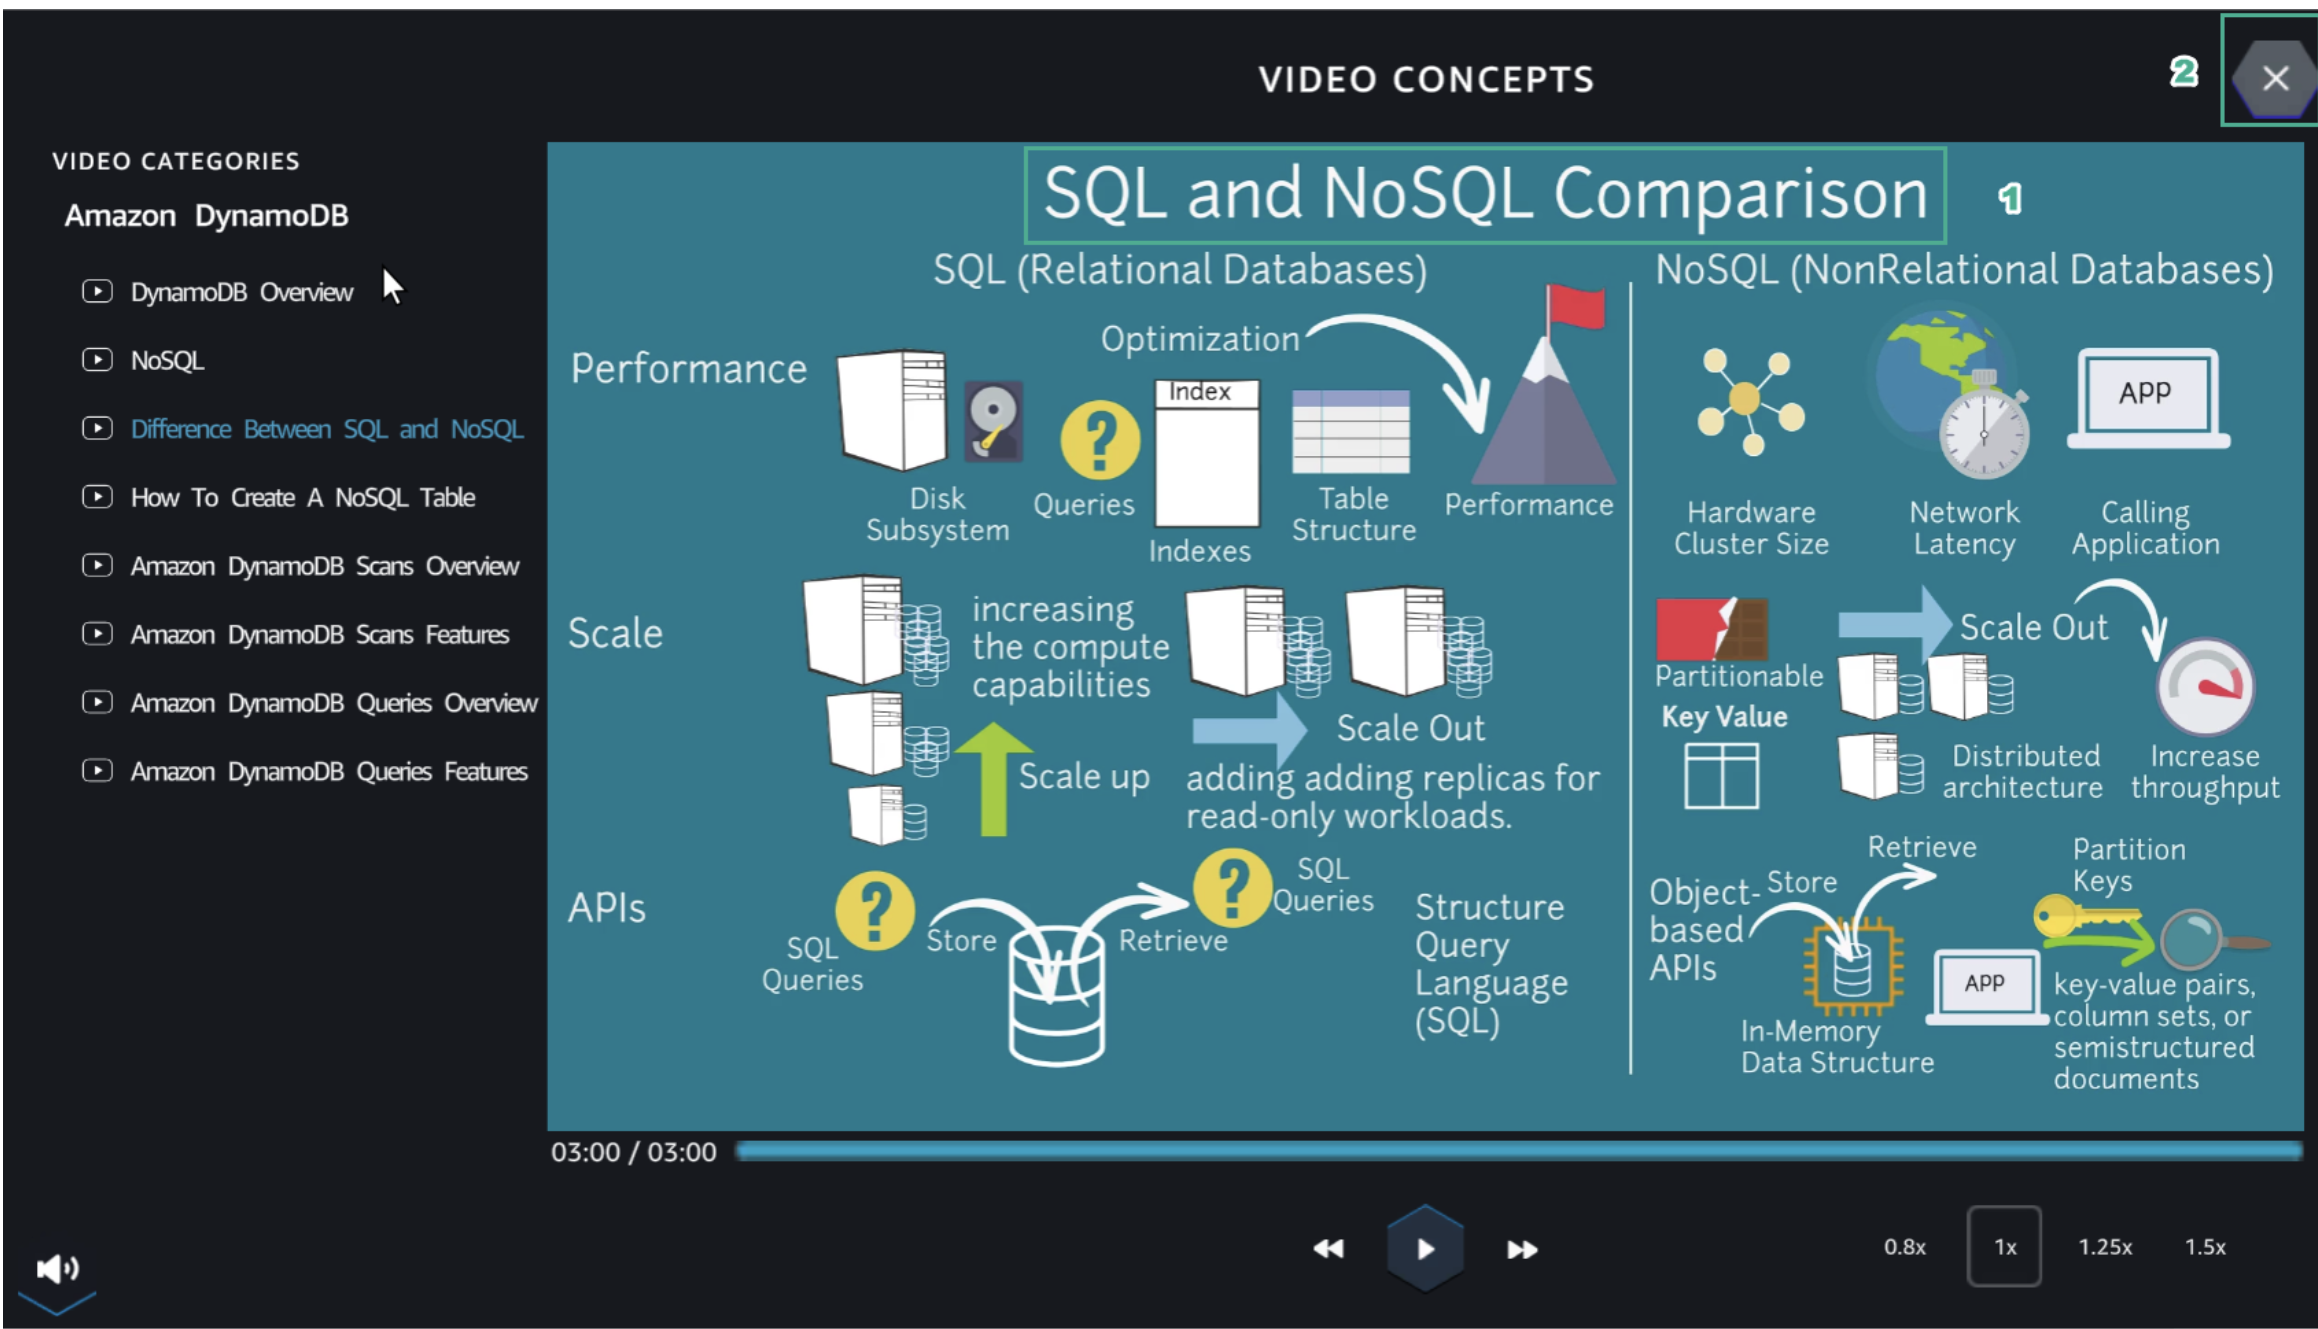 VIDEO CONCEPTS
2
VIDEO CATEGORIES
Amazon DynamoDB
DynamoDB Overview
NoSQL
Difference Between SQL and NoSQL
How To Create A NoSQL Table
Amazon DynamoDB Scans Overview
Amazon DynamoDB Scans Features
Amazon DynamoDB Queries Overview
Amazon DynamoDB Queries Features
SQL and NoSQL Comparison
1
SQL (Relational Databases)
Performance
Optimization
Index
Disk
Subsystem
Queries
Indexes
Table
Structure
Performance
Scale
increasing
the compute
capabilities
Scale up
Scale Out
adding adding replicas for
read-only workloads.
APIs
SQL
Queries
Store
Retrieve
SQL
Queries
Structure
Query
Language
(SQL)
NoSQL (NonRelational Databases)
APP
Hardware
Cluster Size
Network
Latency
Calling
Application
Partitionable
Key Value
Scale Out
Distributed
architecture
Increase
throughput
Object-
based
APIs
Store
Retrieve
In-Memory
Data Structure
APP
Partition
Keys
key-value pairs,
column sets, or
semistructured
documents
03:00 / 03:00
0.8x
1x
1.25x
1.5x